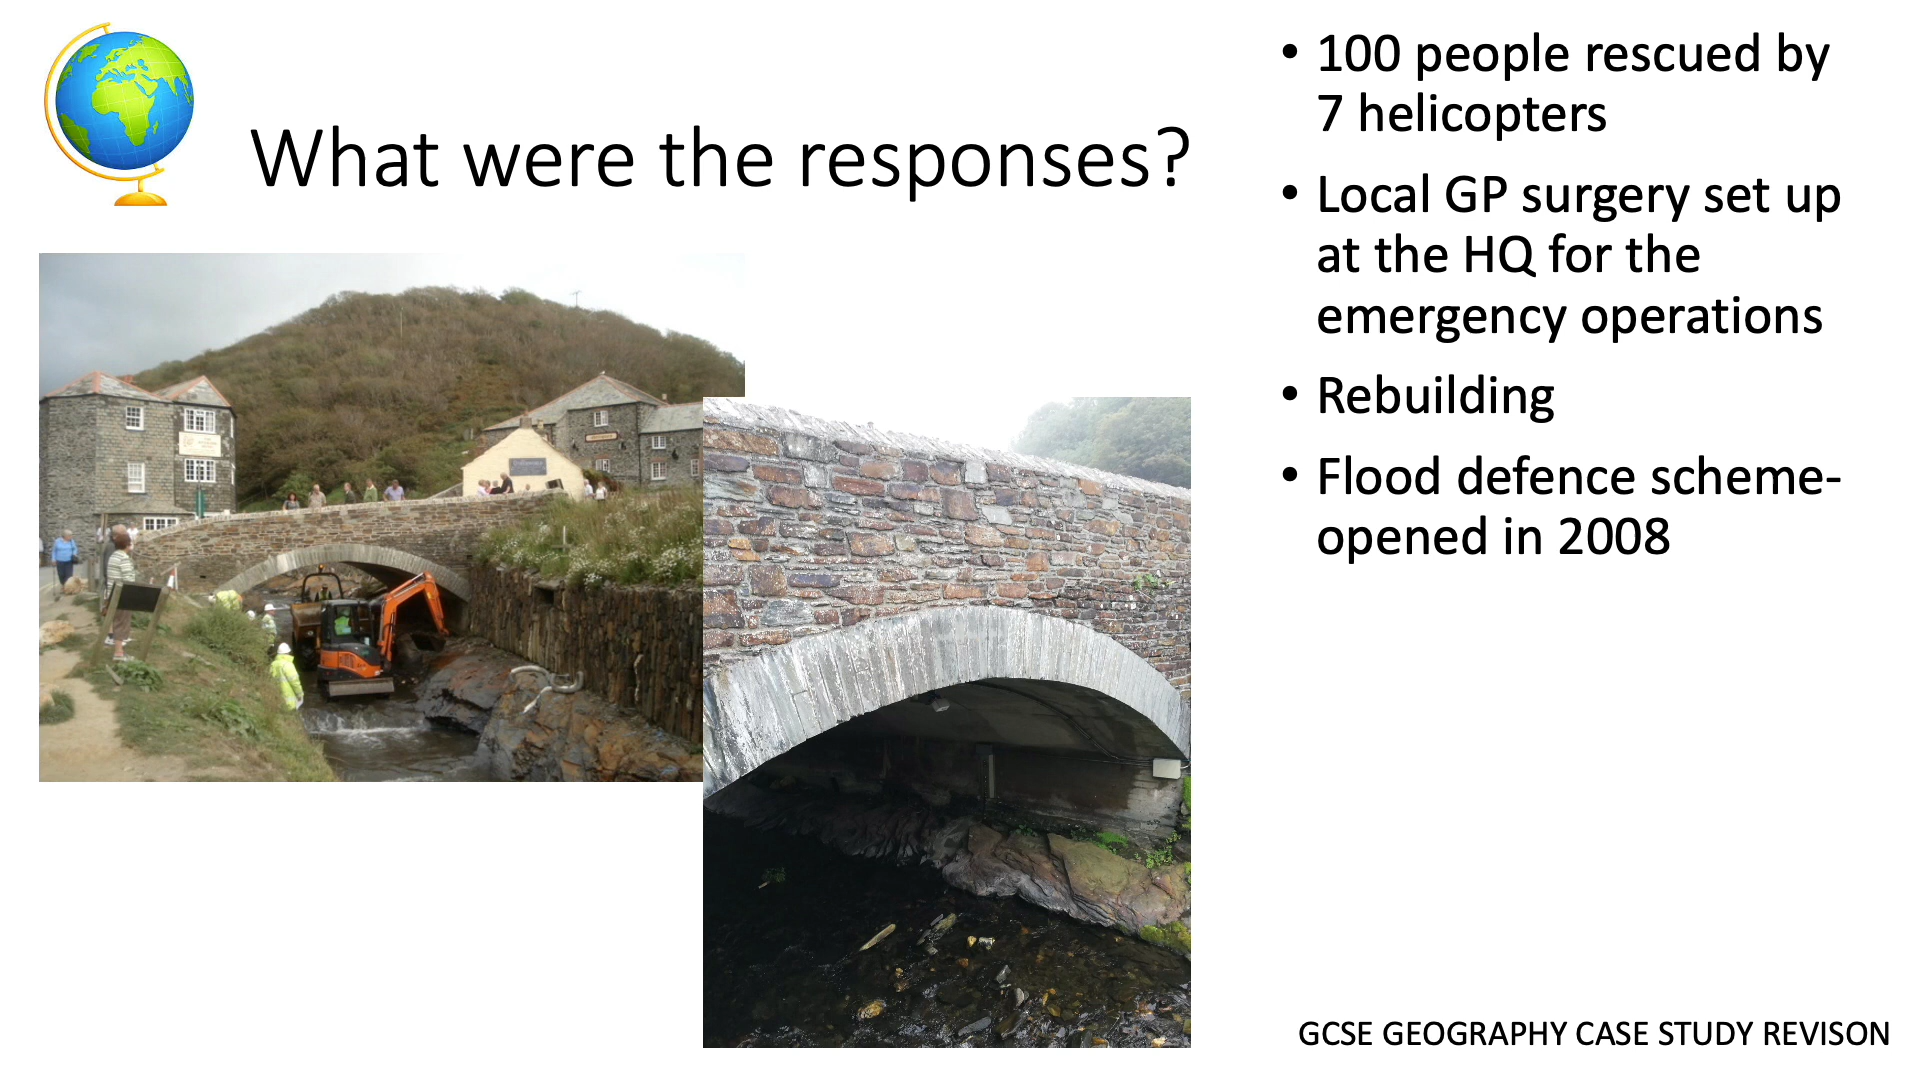 What were the responses?
• 100 people rescued by
7 helicopters
• Local GP surgery set up
at the HQ for the
emergency operations
• Rebuilding
• Flood defence scheme-
opened in 2008
GCSE GEOGRAPHY CASE STUDY REVISON